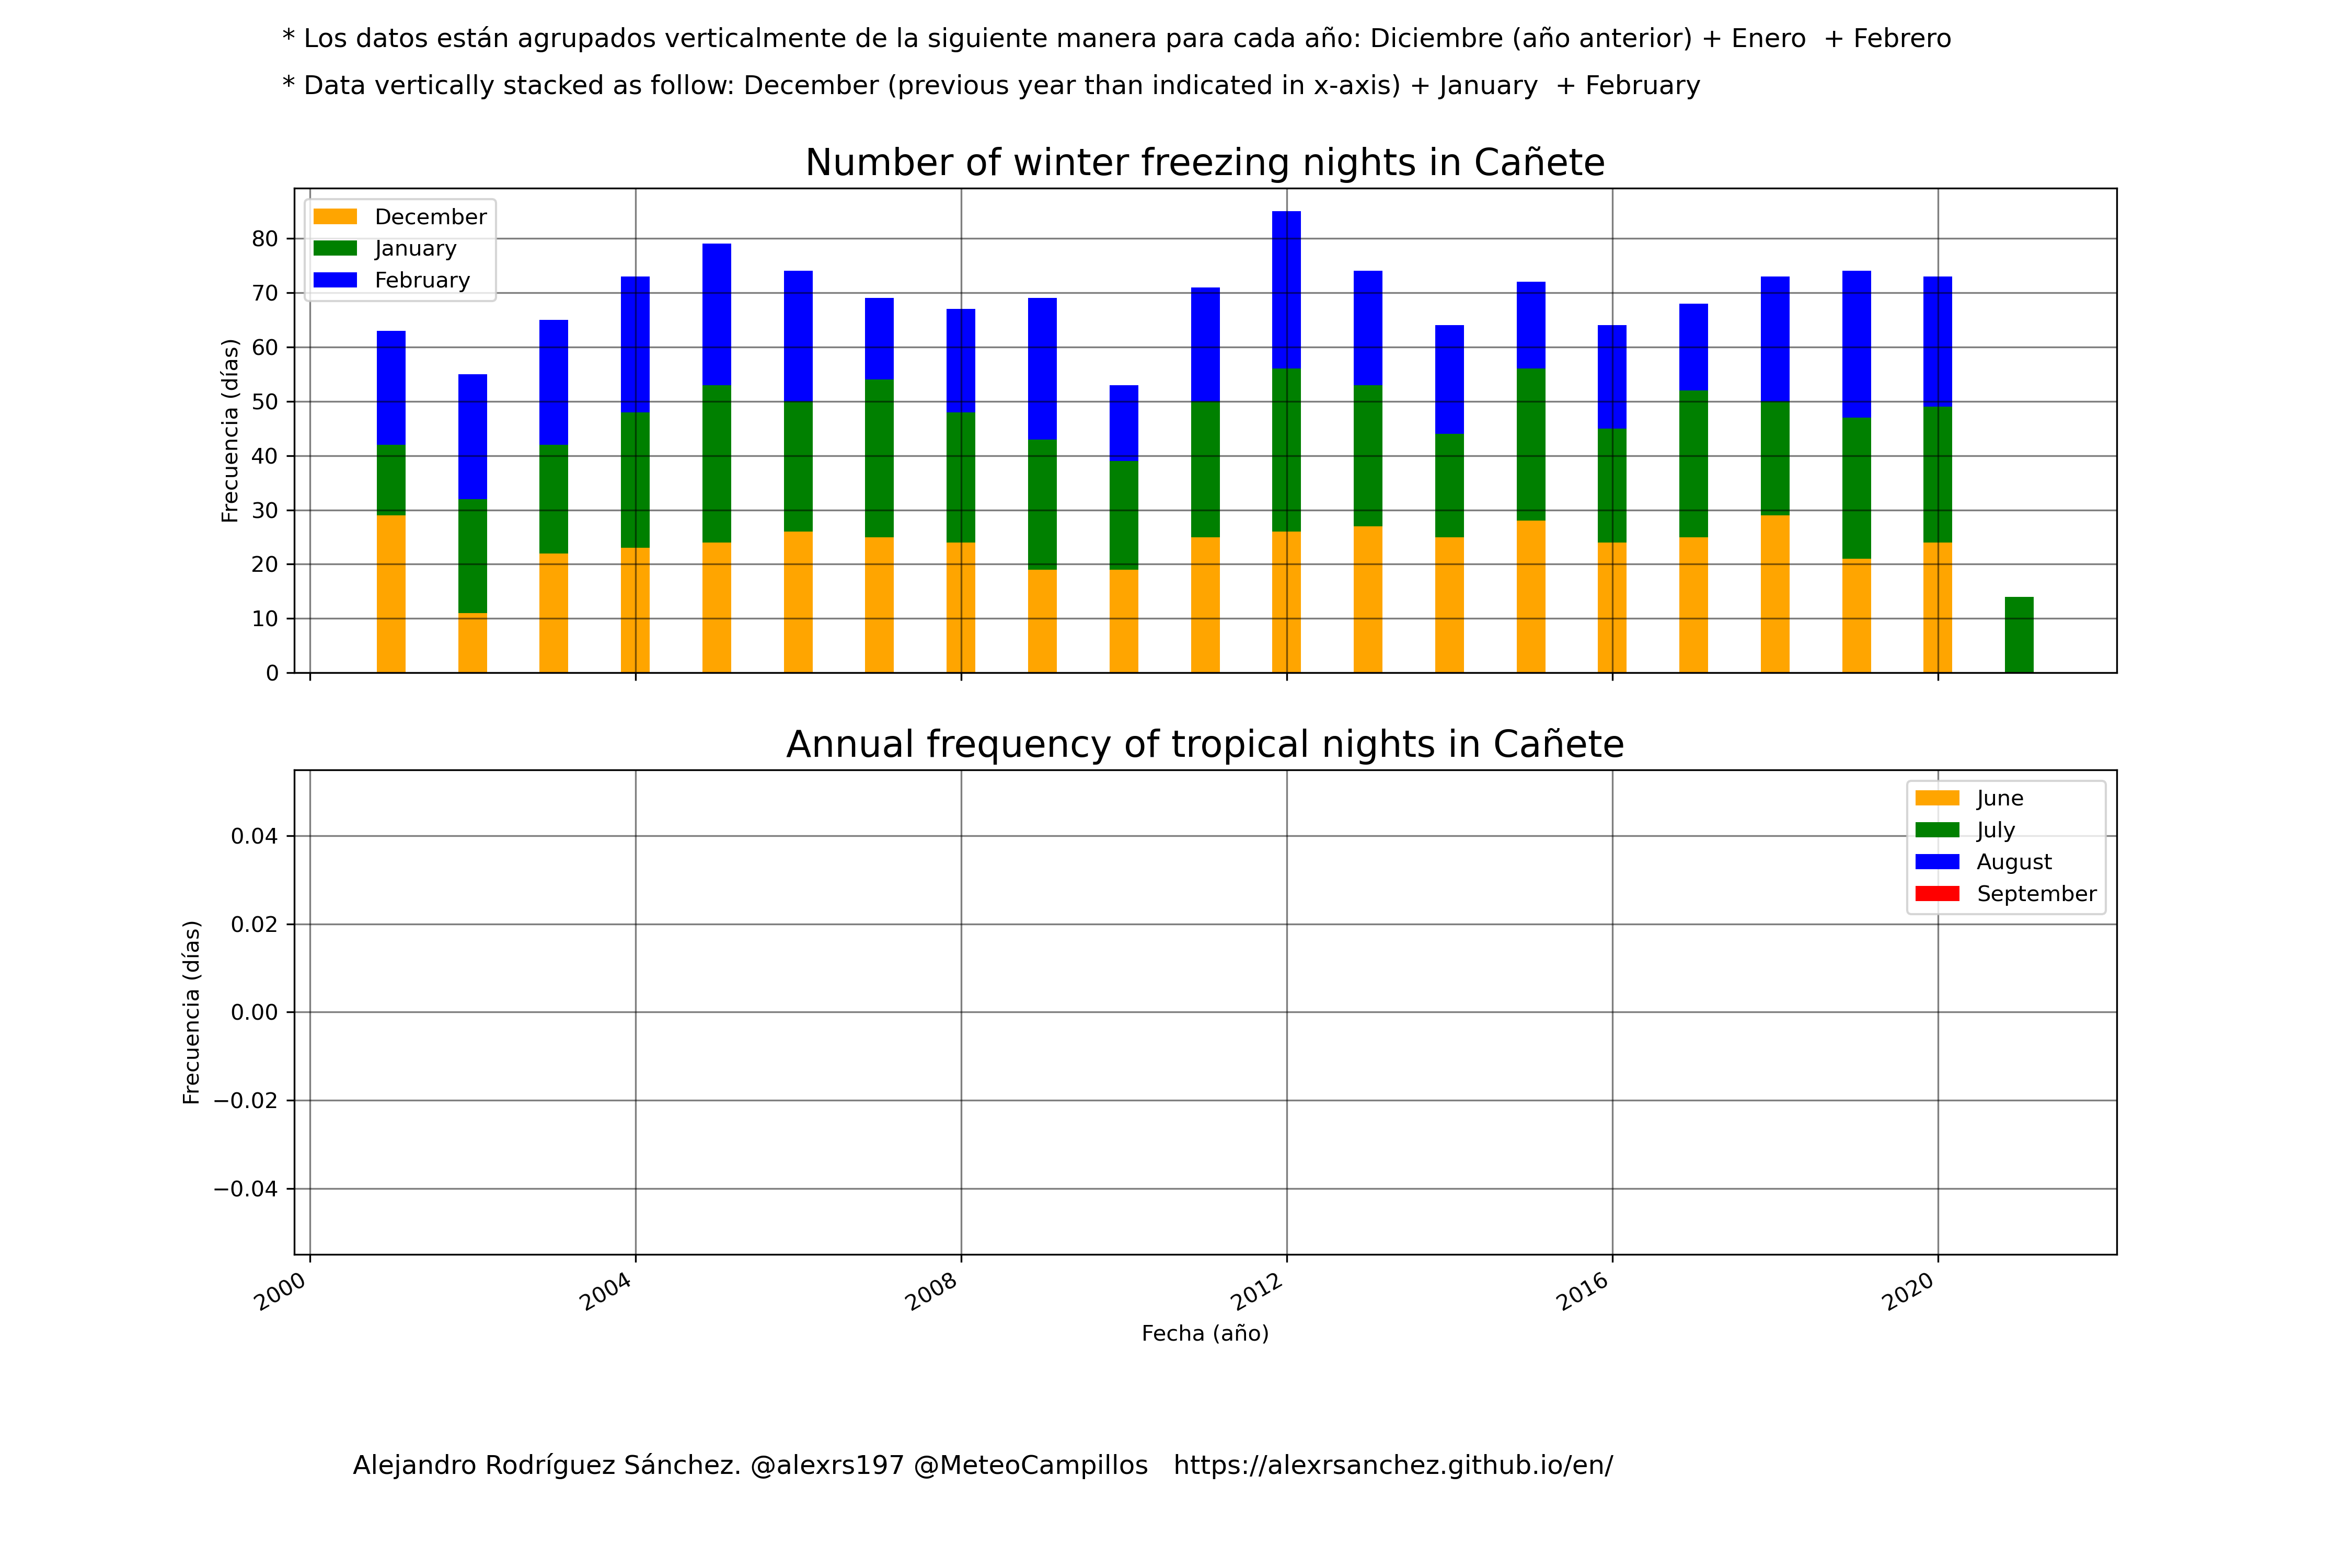 * Los datos están agrupados verticalmente de la siguiente manera para cada año: Diciembre (año anterior) + Enero  + Febrero
* Data vertically stacked as follow: December (previous year than indicated in x-axis) + January  + February
Number of winter freezing nights in Cañete
December
January
February
Frecuencia (días)
80
70
60
50
40
30
20
10
0
Annual frequency of tropical nights in Cañete
June
July
August
September
Frecuencia (días)
0.04
0.02
0.00
−0.02
−0.04
2000
2004
2008
2012
2016
2020
Fecha (año)
Alejandro Rodríguez Sánchez. @alexrs197 @MeteoCampillos   https://alexrsanchez.github.io/en/